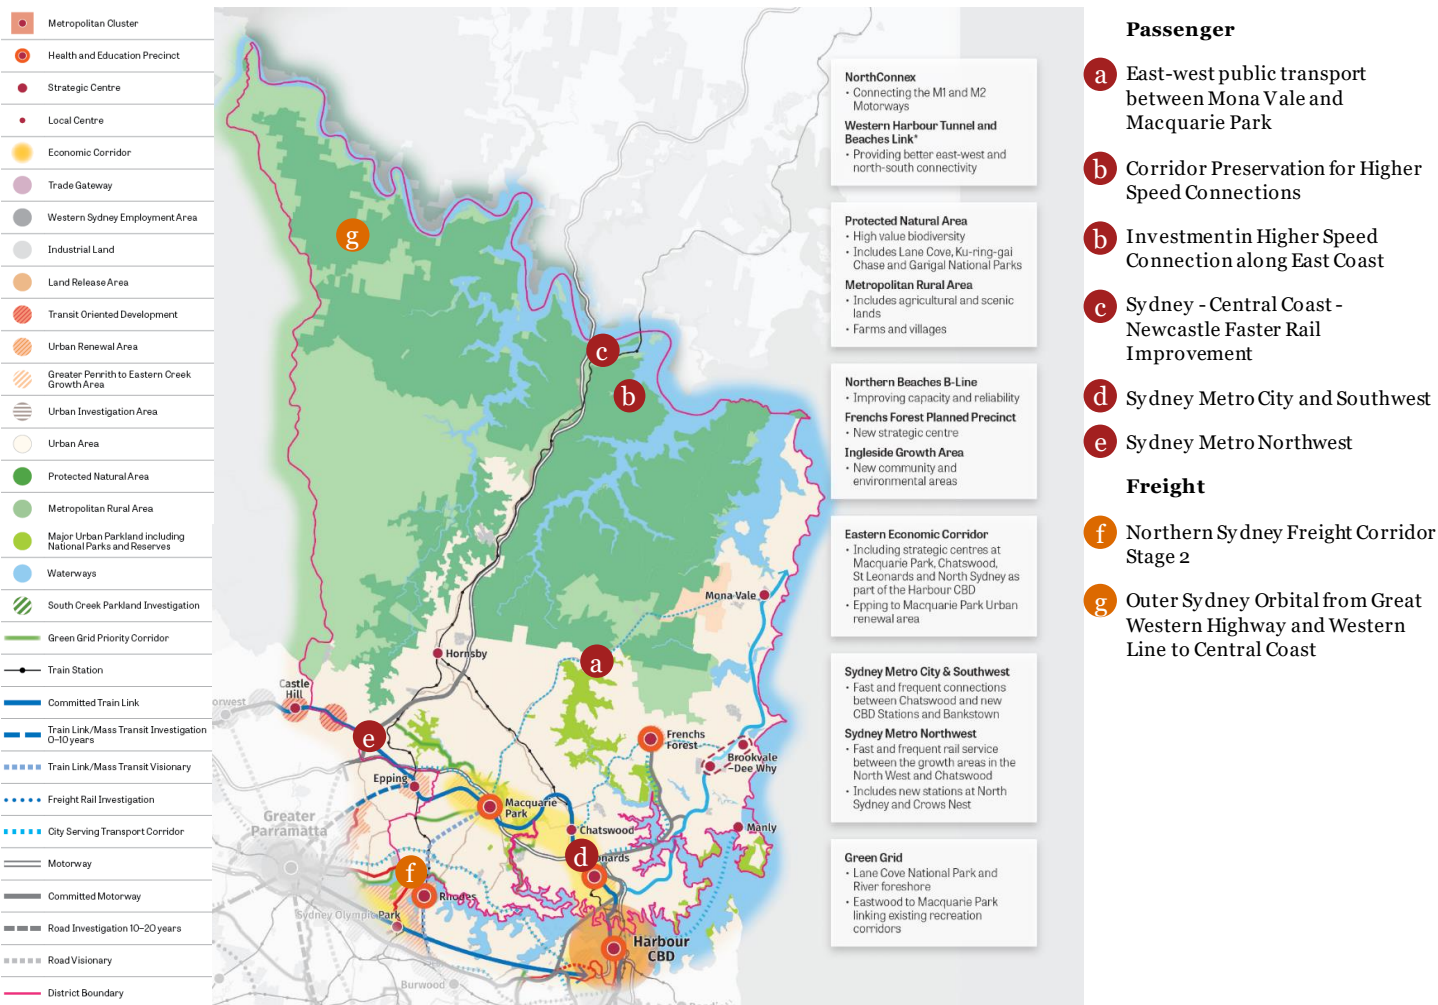 Metropolitan Cluster
Health and Education Precinct
Strategic Centre
Local Centre
Economic Corridor
Trade Gateway
Western Sydney Employment Area
Industrial Land
Land Release Area
Transit Oriented Development
Urban Renewal Area
Greater Penrith to Eastern Creek
Growth Area
Urban Investigation Area
Urban Area
Protected Natural Area
Metropolitan Rural Area
Major Urban Parkland including
National Parks and Reserves
Waterways
South Creek Parkland Investigation
Green Grid Priority Corridor
Train Station
Committed Train Link
Train Link/Mass Transit Investigation
0–10 years
Train Link/Mass Transit Visionary
Freight Rail Investigation
City Serving Transport Corridor
Motorway
Committed Motorway
Road Investigation 10–20 years
Road Visionary
District Boundary
g
c
b
Mona Vale
a
Hornsby
Castle
Hill
orwest
e
Frenchs
Forest
Brookvale
–Dee Why
Epping
Macquarie
Park
Greater
Parramatta
Chatswood
Manly
d
onards
f
Rhodes
Sydney Olympic Park
Harbour
CBD
Burwood
NorthConnex
• Connecting the M1 and M2
Motorways
Western Harbour Tunnel and
Beaches Link*
• Providing better east-west and
north-south connectivity
Protected Natural Area
• High value biodiversity
• Includes Lane Cove, Ku-ring-gai
Chase and Garigal National Parks
Metropolitan Rural Area
• Includes agricultural and scenic
lands
• Farms and villages
Northern Beaches B-Line
• Improving capacity and reliability
Frenchs Forest Planned Precinct
• New strategic centre
Ingleside Growth Area
• New community and
environmental areas
Eastern Economic Corridor
• Including strategic centres at
Macquarie Park, Chatswood,
St Leonards and North Sydney as
part of the Harbour CBD
• Epping to Macquarie Park Urban
renewal area
Sydney Metro City & Southwest
• Fast and frequent connections
between Chatswood and new
CBD Stations and Bankstown
Sydney Metro Northwest
• Fast and frequent rail service
between the growth areas in the
North West and Chatswood
• Includes new stations at North
Sydney and Crows Nest
Green Grid
• Lane Cove National Park and
River foreshore
• Eastwood to Macquarie Park
linking existing recreation
corridors
Passenger
a East-west public transport
between Mona Vale and
Macquarie Park
b Corridor Preservation for Higher
Speed Connections
b Investment in Higher Speed
Connection along East Coast
c Sydney - Central Coast -
Newcastle Faster Rail
Improvement
d Sydney Metro City and Southwest
e Sydney Metro Northwest
Freight
f Northern Sydney Freight Corridor
Stage 2
g Outer Sydney Orbital from Great
Western Highway and Western
Line to Central Coast